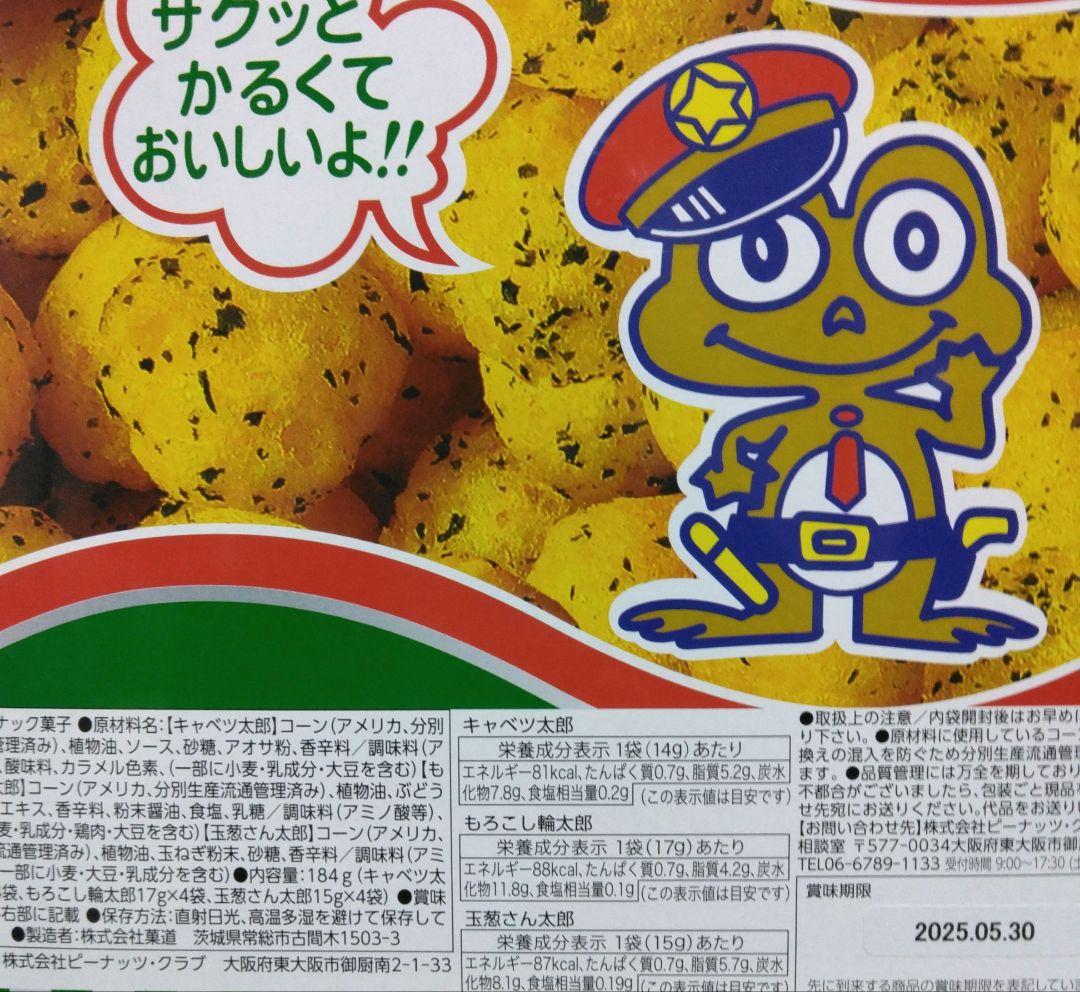 サクッと
かるくて
おいしいよ!!
ナック菓子 ●原材料名:【キャベツ太郎】コーン(アメリカ、分別
管理済み)、植物油、ソース、砂糖、アオサ粉、香辛料/調味料(ア
、酸味料、カラメル色素、(一部に小麦・乳成分・大豆を含む)【も
太郎】コーン(アメリカ、分別生産流通管理済み)、植物油、ぶどう
エキス、香辛料、粉末醤油、食塩、乳糖/調味料(アミノ酸等)、
麦・乳成分・鶏肉・大豆を含む)【玉葱さん太郎】コーン(アメリカ、
流通管理済み)、植物油、玉ねぎ粉末、砂糖、香辛料/調味料(アミ
一部に小麦・大豆・乳成分を含む) ●内容量:184g(キャベツ太
袋、もろこし輪太郎17g×4袋、玉葱さん太郎15g×4袋) ●賞味
右部に記載 ●保存方法:直射日光、高温多湿を避けて保存して
●製造者:株式会社菓道 茨城県常総市古間木1503-3
株式会社ピーナッツ・クラブ 大阪府東大阪市御厨南2-1-33
キャベツ太郎
栄養成分表示 1袋(14g)あたり
エネルギー81kcal、たんぱく質0.7g、脂質5.2g、炭水
化物7.8g、食塩相当量0.2g (この表示値は目安です)
もろこし輪太郎
栄養成分表示 1袋(17g)あたり
エネルギー88kcal、たんぱく質0.7g、脂質4.2g、炭水
化物11.8g、食塩相当量0.1g (この表示値は目安です)
玉葱さん太郎
栄養成分表示 1袋(15g)あたり
エネルギー87kcal、たんぱく質0.7g、脂質5.7g、炭水
化物8.1g、食塩相当量0.19g (この表示値は目安です)
●取扱上の注意/内袋開封後はお早め
り下さい。●原材料に使用しているコー
換えの混入を防ぐため分別生産流通管
ます。●品質管理には万全を期しており
不都合がございましたら、包装ごと現品
せ先宛にお送りください。代品をお送り
【お問い合わせ先】株式会社ピーナッツ・
相談室 〒577-0034大阪府東大阪市御
TEL06-6789-1133 受付時間 9:00〜17:30(
賞味期限
2025.05.30
先に到来する商品の賞味期限を表記してい